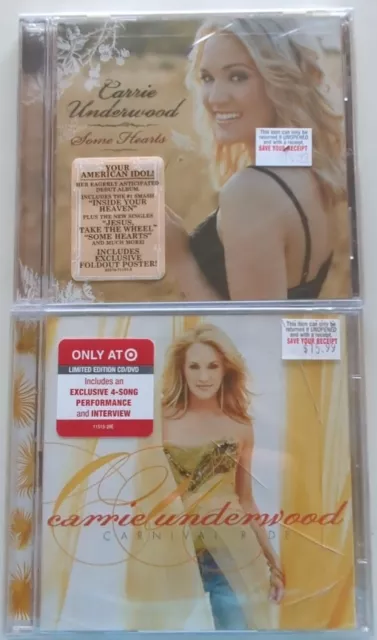 Carrie
Underwood
Some Hearts
This item can only be
returned if UNOPENED
and with a receipt.
SAVE YOUR RECEIPT
YOUR
AMERICAN IDOL!
HER EAGERLY ANTICIPATED
DEBUT ALBUM.
INCLUDES THE #1 SMASH
"INSIDE YOUR
HEAVEN"
PLUS THE NEW SINGLES
"JESUS,
TAKE THE WHEEL"
"SOME HEARTS"
AND MUCH MORE!
INCLUDES
EXCLUSIVE
FOLDOUT POSTER!
ONLY AT
LIMITED EDITION CD/DVD
Includes an
EXCLUSIVE 4-SONG
PERFORMANCE
and INTERVIEW
This item can only be
returned if UNOPENED
and with a receipt.
SAVE YOUR RECEIPT
$15.99
carrie underwood
CARNIVAL RIDE